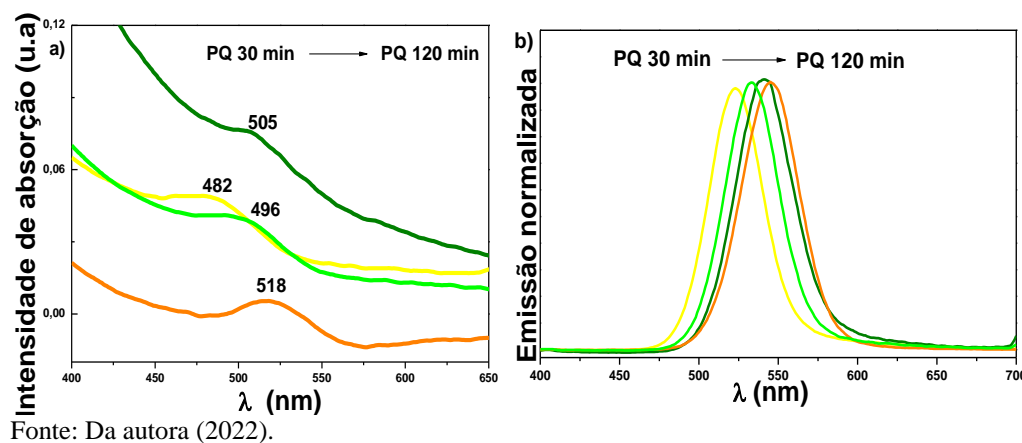 a)
PQ 30 min ⟶ PQ 120 min
Intensidade de absorção (u.a)
0,12
0,06
0,00
505
482
496
518
400 450 500 550 600 650
λ (nm)
b)
PQ 30 min ⟶ PQ 120 min
Emissão normalizada
400 450 500 550 600 650 700
λ (nm)
Fonte: Da autora (2022).